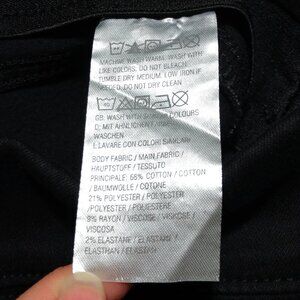 MACHINE WASH WARM. WASH WITH
LIKE COLORS. DO NOT BLEACH.
TUMBLE DRY MEDIUM. LOW IRON IF
NEEDED. DO NOT DRY CLEAN
GB: WASH WITH SIMILAR COLOURS
D: MIT ÄHNLICHEN FARBEN
WASCHEN
I: LAVARE CON COLORI SIMILARI
BODY FABRIC / MAIN FABRIC /
HAUPTSTOFF / TESSUTO
PRINCIPALE: 68% COTTON / COTTON
/ BAUMWOLLE / COTONE
21% POLYESTER / POLYESTER
/ POLYESTER / POLIESTERE
9% RAYON / VISCOSE / VISKOSE /
VISCOSA
2% ELASTANE / ELASTANE /
ELASTHAN / ELASTAN